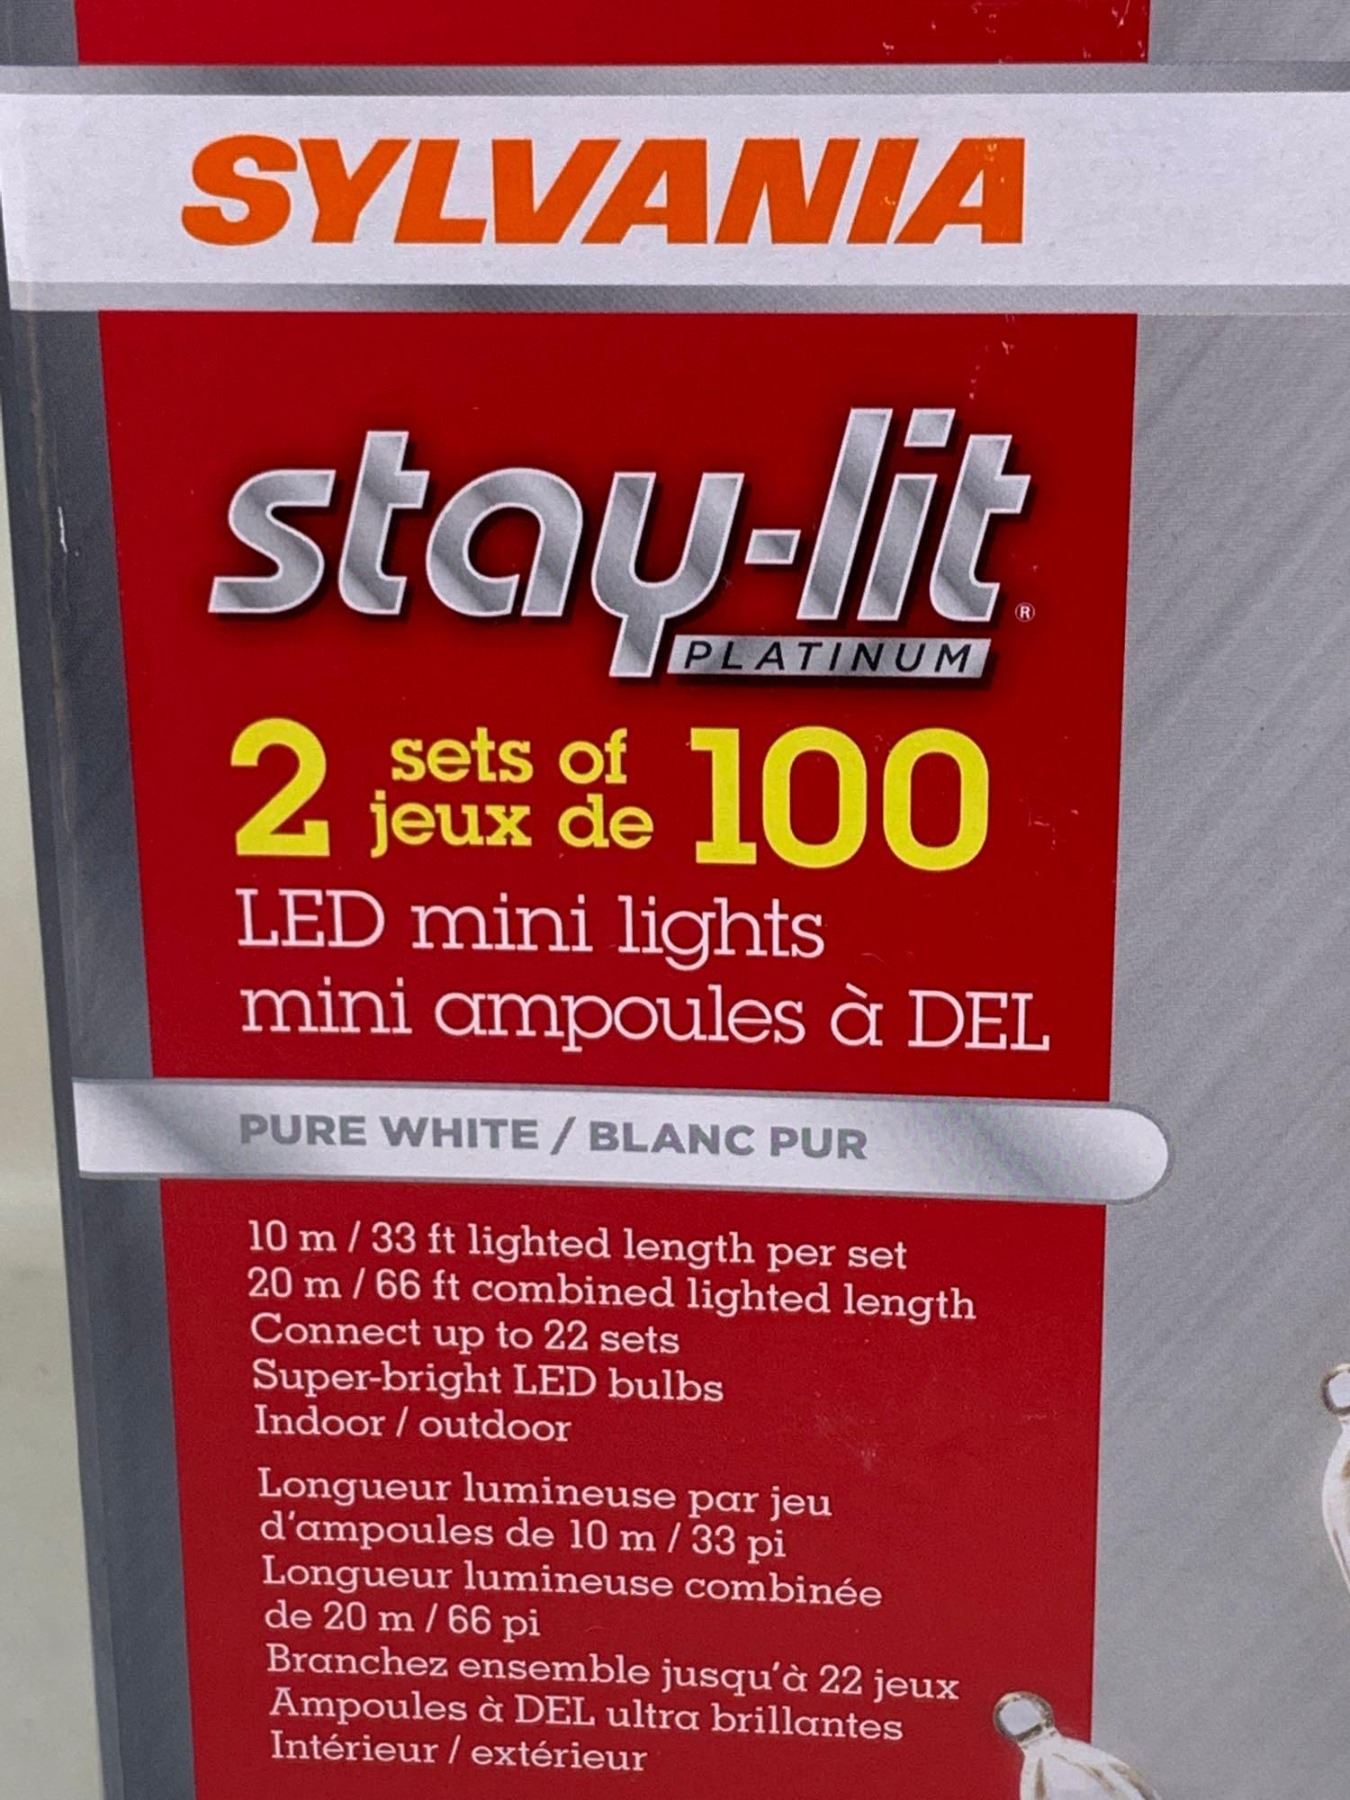 SYLVANIA
stay-lit®
PLATINUM
2 sets of 100
jeux de
LED mini lights
mini ampoules à DEL
PURE WHITE / BLANC PUR
10 m / 33 ft lighted length per set
20 m / 66 ft combined lighted length
Connect up to 22 sets
Super-bright LED bulbs
Indoor / outdoor
Longueur lumineuse par jeu
d'ampoules de 10 m / 33 pi
Longueur lumineuse combinée
de 20 m / 66 pi
Branchez ensemble jusqu'à 22 jeux
Ampoules à DEL ultra brillantes
Intérieur / extérieur